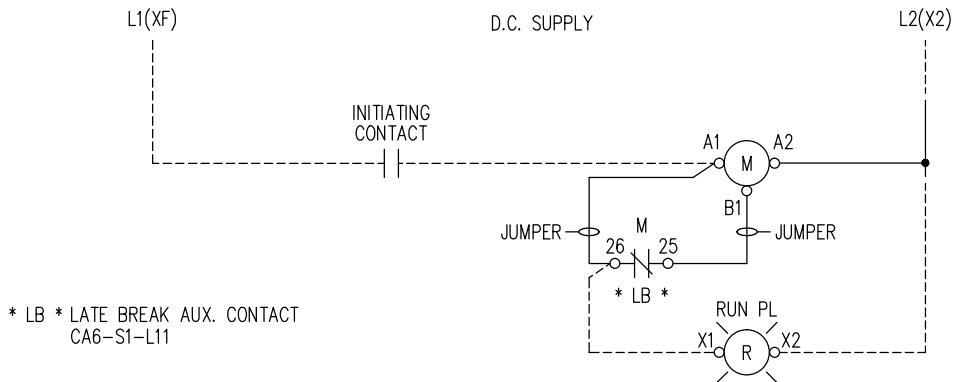 L1(XF)
D.C. SUPPLY
L2(X2)
INITIATING
CONTACT
A1
M
A2
B1
JUMPER
26
M
25
JUMPER
* LB *
* LB * LATE BREAK AUX. CONTACT
CA6-S1-L11
RUN PL
X1
R
X2